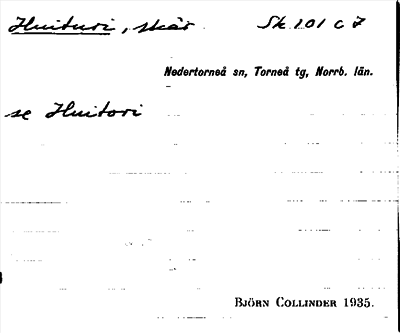 Huituri, skär Sk 101 c 7
Nedertorneå sn, Torneå tg, Norrb. län.
se Huitori
BJÖRN COLLINDER 1935.